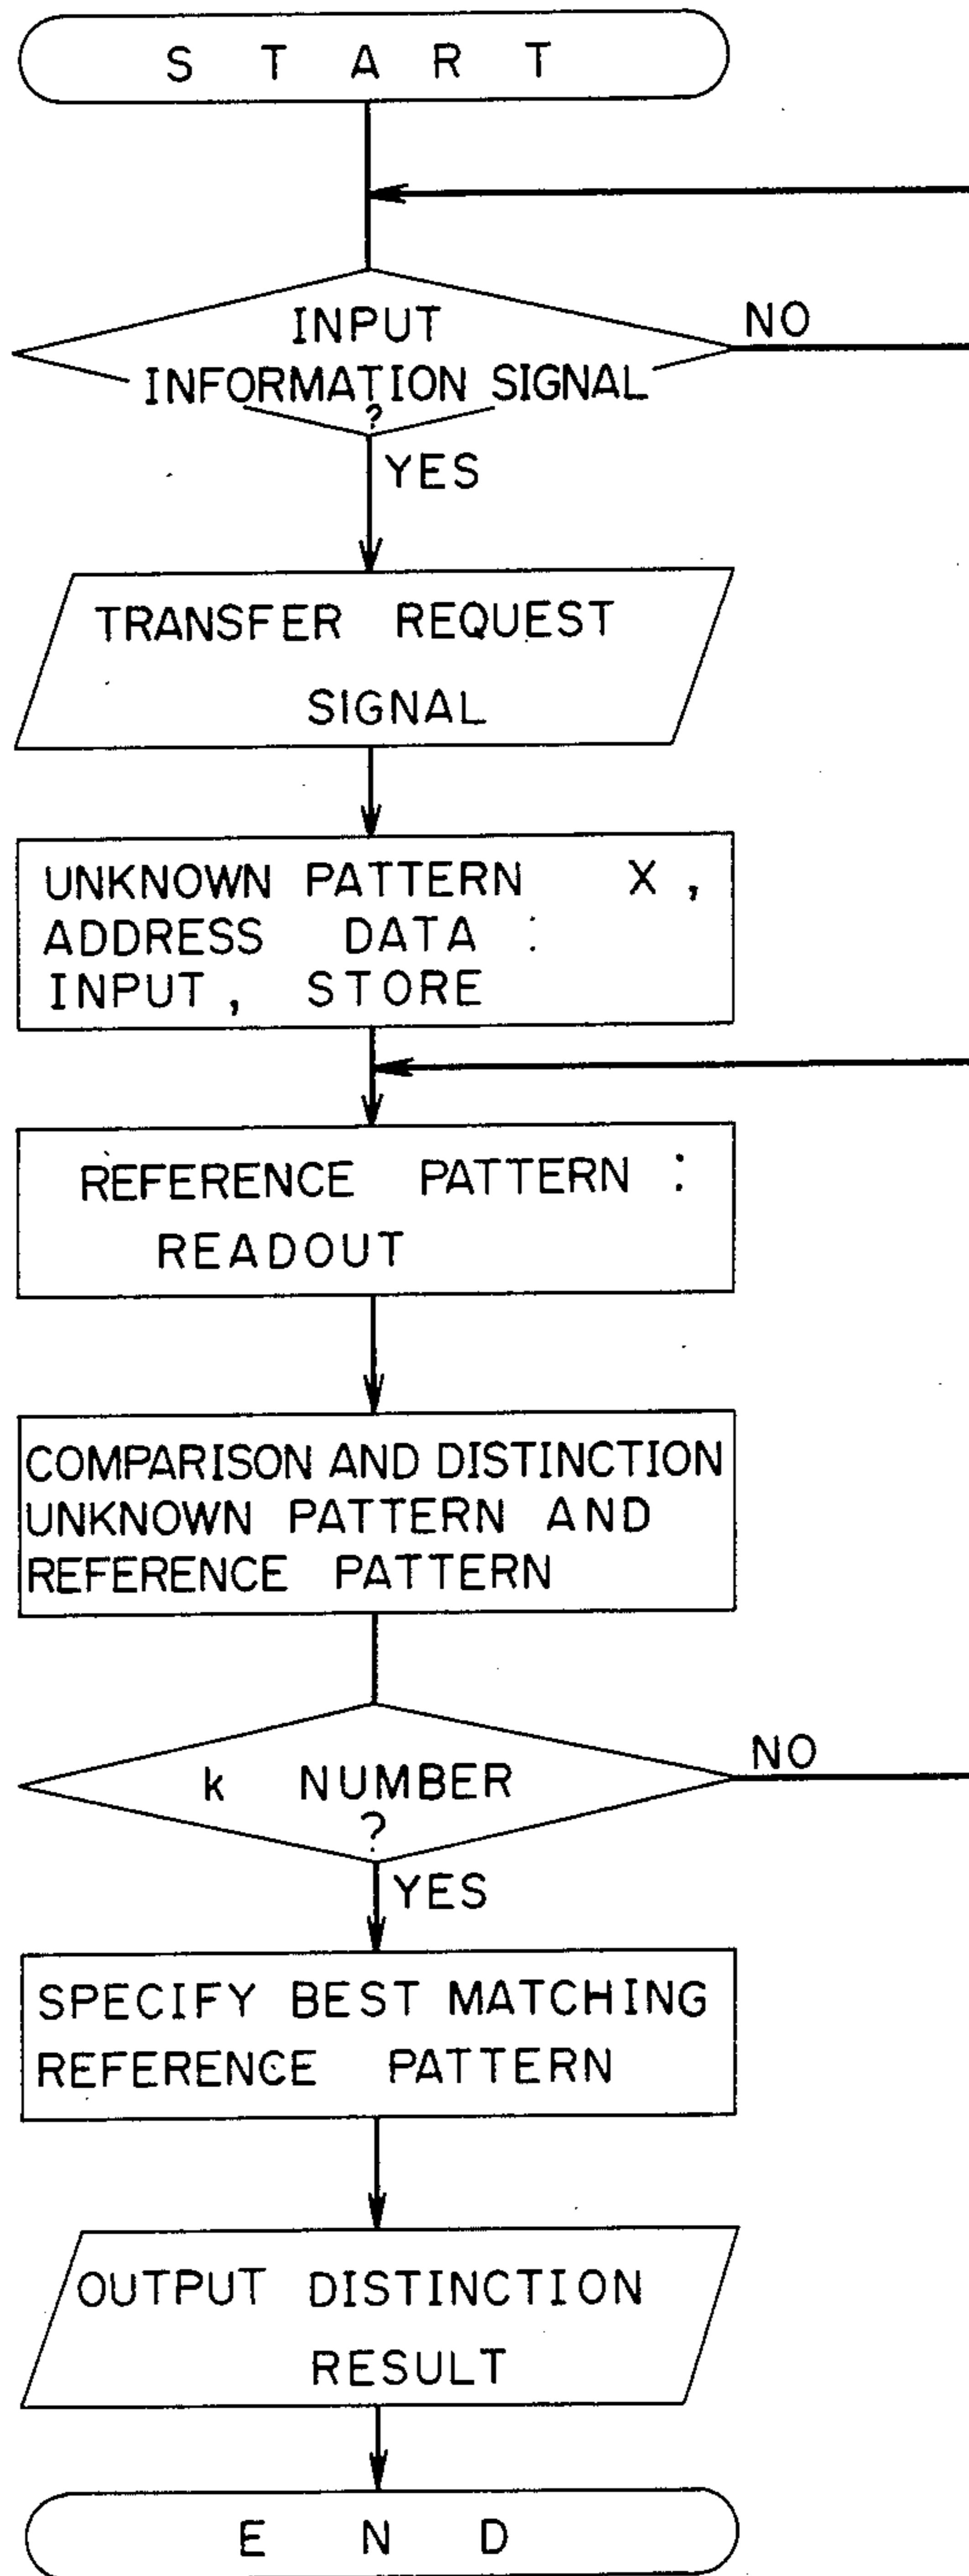 START
INPUT
NO
INFORMATION SIGNAL
?
YES
TRANSFER REQUEST
SIGNAL
UNKNOWN PATTERN X,
ADDRESS DATA :
INPUT, STORE
REFERENCE PATTERN :
READOUT
COMPARISON AND DISTINCTION
UNKNOWN PATTERN AND
REFERENCE PATTERN
NO
k NUMBER
?
YES
SPECIFY BEST MATCHING
REFERENCE PATTERN
OUTPUT DISTINCTION
RESULT
END